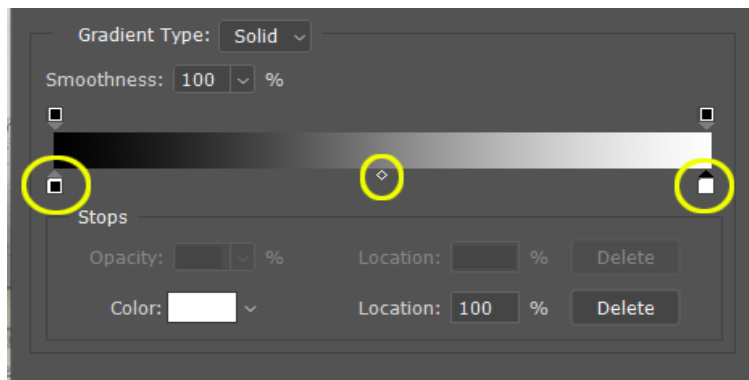 Gradient Type: Solid
Smoothness: 100 %
Stops
Opacity: % Location: % Delete
Color: Location: 100 % Delete